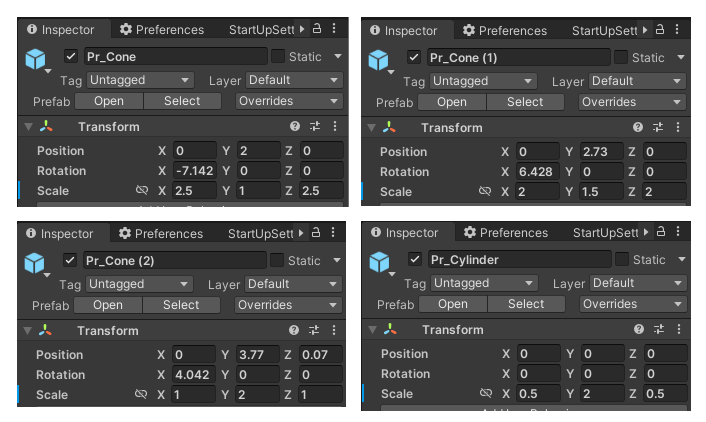 Inspector Preferences StartUpSett
Pr_Cone Static
Tag Untagged Layer Default
Prefab Open Select Overrides
Transform
Position X 0 Y 2 Z 0
Rotation X -7.142 Y 0 Z 0
Scale X 2.5 Y 1 Z 2.5
Inspector Preferences StartUpSett
Pr_Cone (1) Static
Tag Untagged Layer Default
Prefab Open Select Overrides
Transform
Position X 0 Y 2.73 Z 0
Rotation X 6.428 Y 0 Z 0
Scale X 2 Y 1.5 Z 2
Inspector Preferences StartUpSett
Pr_Cone (2) Static
Tag Untagged Layer Default
Prefab Open Select Overrides
Transform
Position X 0 Y 3.77 Z 0.07
Rotation X 4.042 Y 0 Z 0
Scale X 1 Y 2 Z 1
Inspector Preferences StartUpSett
Pr_Cylinder Static
Tag Untagged Layer Default
Prefab Open Select Overrides
Transform
Position X 0 Y 0 Z 0
Rotation X 0 Y 0 Z 0
Scale X 0.5 Y 2 Z 0.5